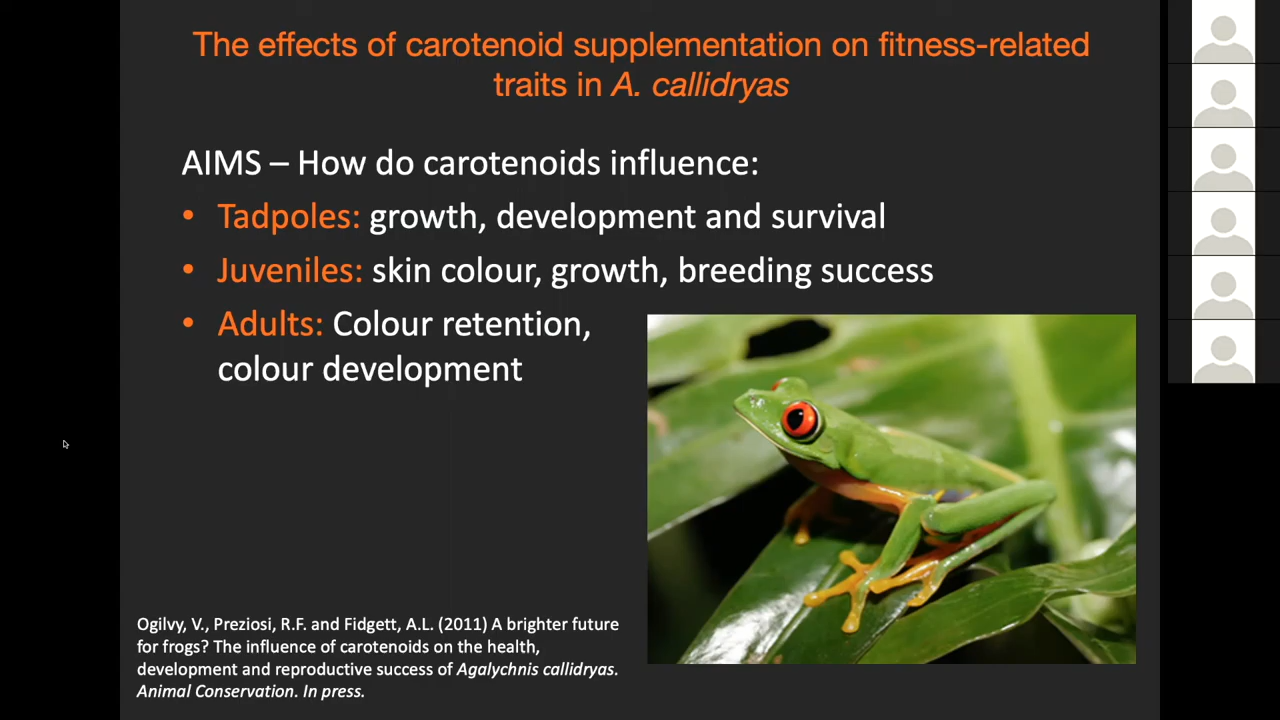 The effects of carotenoid supplementation on fitness-related
traits in A. callidryas
AIMS – How do carotenoids influence:
• Tadpoles: growth, development and survival
• Juveniles: skin colour, growth, breeding success
• Adults: Colour retention,
colour development
Ogilvy, V., Preziosi, R.F. and Fidgett, A.L. (2011) A brighter future
for frogs? The influence of carotenoids on the health,
development and reproductive success of Agalychnis callidryas.
Animal Conservation. In press.